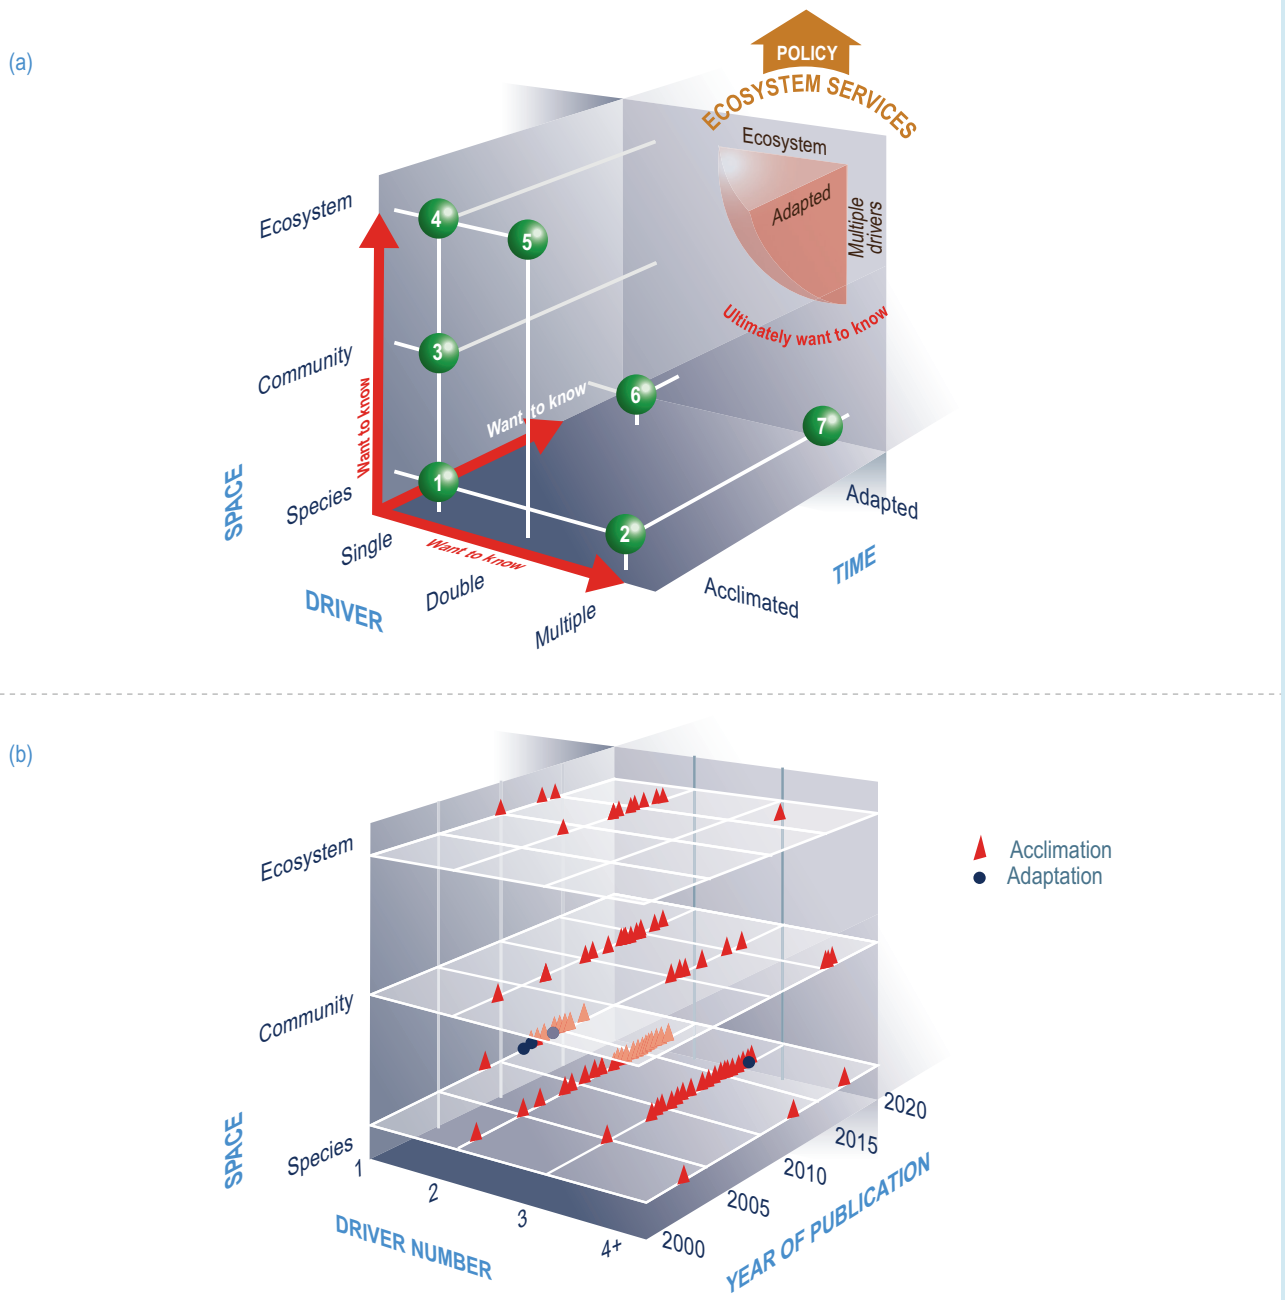 (a)
POLICY
ECOSYSTEM SERVICES
Ecosystem
Adapted
Multiple
drivers
Ultimately want to know
Ecosystem
Community
Species
SPACE
Want to know
Want to know
Want to know
4
5
3
6
7
1
2
Single
Double
Multiple
DRIVER
Acclimated
Adapted
TIME
(b)
Ecosystem
Community
Species
SPACE
1
2
3
4+
DRIVER NUMBER
2000
2005
2010
2015
2020
YEAR OF PUBLICATION
Acclimation
Adaptation